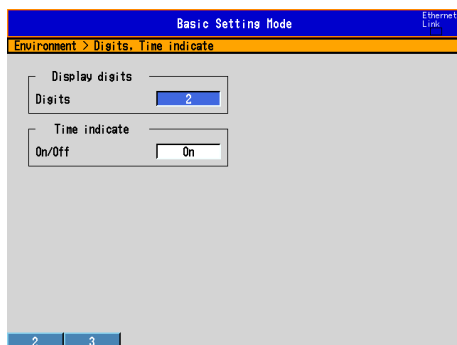 Basic Setting Mode
Ethernet
Link
Environment > Digits, Time indicate
Display digits
Digits 2
Time indicate
On/Off On
2 3